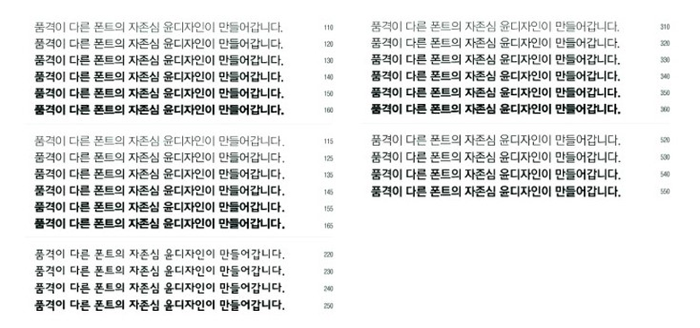 품격이 다른 폰트의 자존심 윤디자인이 만들어갑니다. 110
품격이 다른 폰트의 자존심 윤디자인이 만들어갑니다. 120
품격이 다른 폰트의 자존심 윤디자인이 만들어갑니다. 130
품격이 다른 폰트의 자존심 윤디자인이 만들어갑니다. 140
품격이 다른 폰트의 자존심 윤디자인이 만들어갑니다. 150
품격이 다른 폰트의 자존심 윤디자인이 만들어갑니다. 160
품격이 다른 폰트의 자존심 윤디자인이 만들어갑니다. 115
품격이 다른 폰트의 자존심 윤디자인이 만들어갑니다. 125
품격이 다른 폰트의 자존심 윤디자인이 만들어갑니다. 135
품격이 다른 폰트의 자존심 윤디자인이 만들어갑니다. 145
품격이 다른 폰트의 자존심 윤디자인이 만들어갑니다. 155
품격이 다른 폰트의 자존심 윤디자인이 만들어갑니다. 165
품격이 다른 폰트의 자존심 윤디자인이 만들어갑니다. 220
품격이 다른 폰트의 자존심 윤디자인이 만들어갑니다. 230
품격이 다른 폰트의 자존심 윤디자인이 만들어갑니다. 240
품격이 다른 폰트의 자존심 윤디자인이 만들어갑니다. 250
품격이 다른 폰트의 자존심 윤디자인이 만들어갑니다. 310
품격이 다른 폰트의 자존심 윤디자인이 만들어갑니다. 320
품격이 다른 폰트의 자존심 윤디자인이 만들어갑니다. 330
품격이 다른 폰트의 자존심 윤디자인이 만들어갑니다. 340
품격이 다른 폰트의 자존심 윤디자인이 만들어갑니다. 350
품격이 다른 폰트의 자존심 윤디자인이 만들어갑니다. 360
품격이 다른 폰트의 자존심 윤디자인이 만들어갑니다. 520
품격이 다른 폰트의 자존심 윤디자인이 만들어갑니다. 530
품격이 다른 폰트의 자존심 윤디자인이 만들어갑니다. 540
품격이 다른 폰트의 자존심 윤디자인이 만들어갑니다. 550